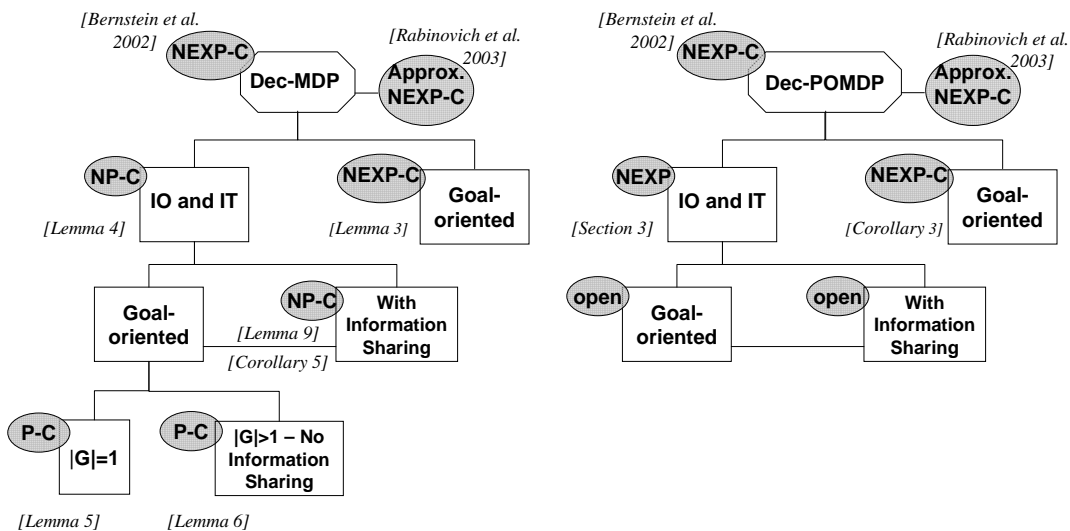 [Bernstein et al.
2002]
NEXP-C
Dec-MDP
[Rabinovich et al.
2003]
Approx.
NEXP-C
NP-C
IO and IT
[Lemma 4]
NEXP-C
Goal-
oriented
[Lemma 3]
Goal-
oriented
NP-C
With
Information
Sharing
[Lemma 9]
[Corollary 5]
P-C
|G|=1
[Lemma 5]
P-C
|G|>1 – No
Information
Sharing
[Lemma 6]
[Bernstein et al.
2002]
NEXP-C
Dec-POMDP
[Rabinovich et al.
2003]
Approx.
NEXP-C
NEXP
IO and IT
[Section 3]
NEXP-C
Goal-
oriented
[Corollary 3]
open
Goal-
oriented
open
With
Information
Sharing